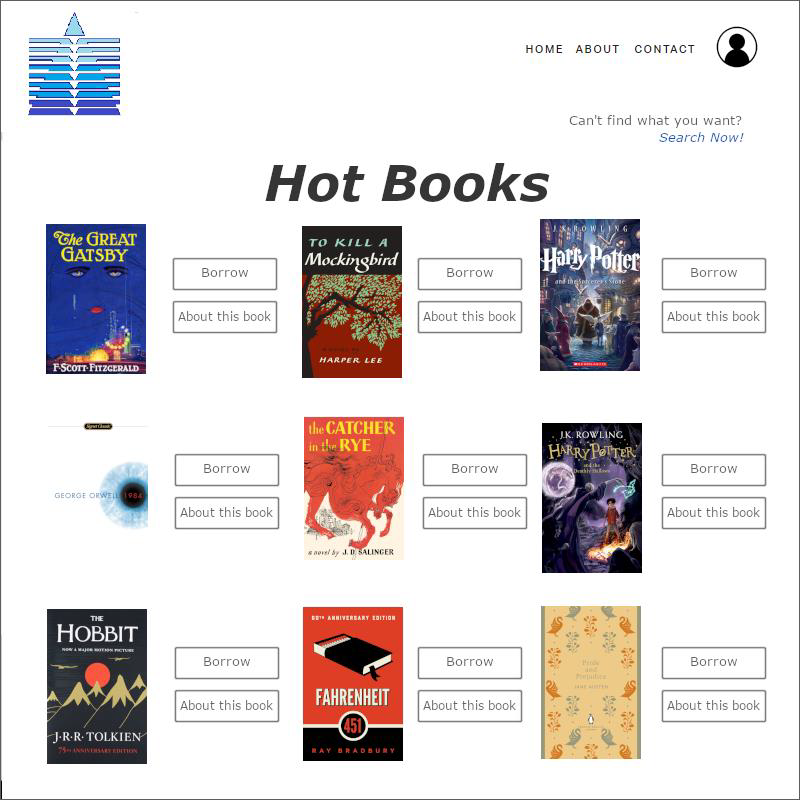 HOME ABOUT CONTACT
Can't find what you want?
Search Now!
Hot Books
The GREAT
GATSBY
F·SCOTT·FITZGERALD
Borrow
About this book
TO KILL A
Mockingbird
HARPER LEE
Borrow
About this book
J.K. ROWLING
Harry Potter
and the Sorcerer's Stone
SCHOLASTIC
Borrow
About this book
Signet Classic
GEORGE ORWELL 1984
Borrow
About this book
the CATCHER
in the RYE
a novel by J. D. SALINGER
Borrow
About this book
J.K. ROWLING
HARRY POTTER
and the
Deathly Hallows
Borrow
About this book
THE
HOBBIT
NOW A MAJOR MOTION PICTURE
J·R·R·TOLKIEN
75TH ANNIVERSARY EDITION
Borrow
About this book
60TH ANNIVERSARY EDITION
FAHRENHEIT
451
RAY BRADBURY
Borrow
About this book
Pride
and
Prejudice
JANE AUSTEN
Borrow
About this book